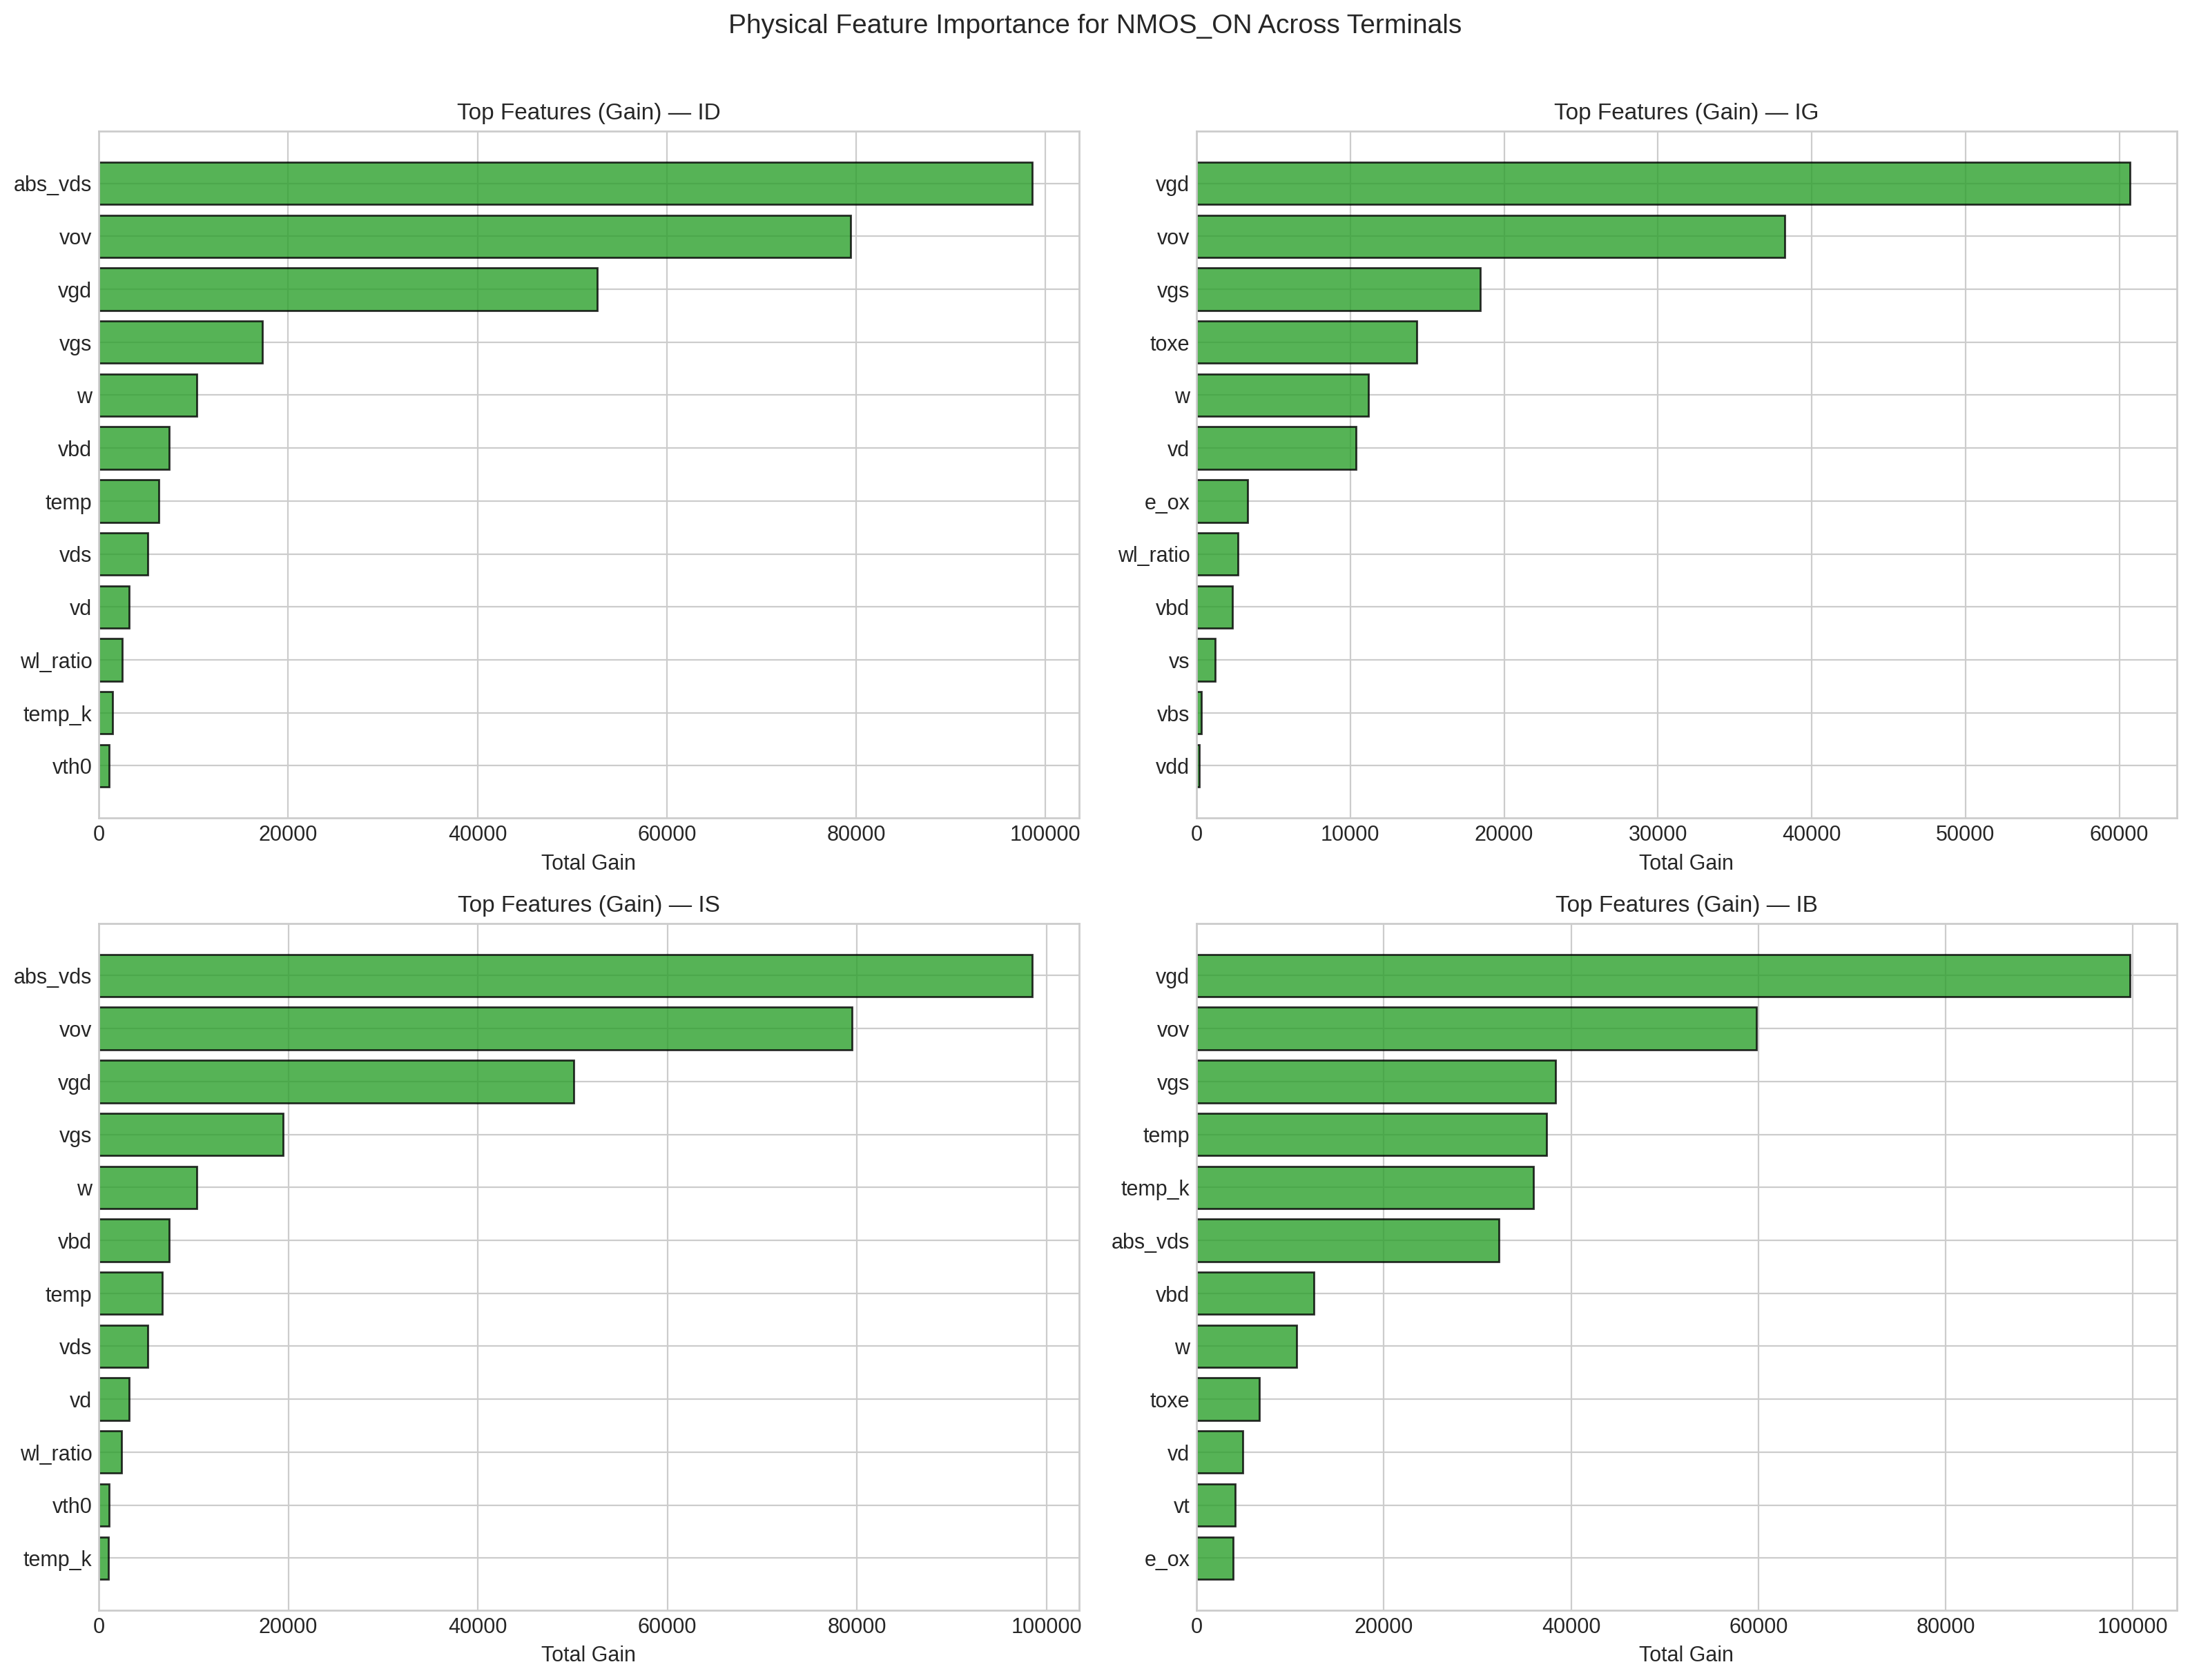 Physical Feature Importance for NMOS_ON Across Terminals
Top Features (Gain) — ID
abs_vds
vov
vgd
vgs
w
vbd
temp
vds
vd
wl_ratio
temp_k
vth0
0 20000 40000 60000 80000 100000
Total Gain
Top Features (Gain) — IG
vgd
vov
vgs
toxe
w
vd
e_ox
wl_ratio
vbd
vs
vbs
vdd
0 10000 20000 30000 40000 50000 60000
Total Gain
Top Features (Gain) — IS
abs_vds
vov
vgd
vgs
w
vbd
temp
vds
vd
wl_ratio
vth0
temp_k
0 20000 40000 60000 80000 100000
Total Gain
Top Features (Gain) — IB
vgd
vov
vgs
temp
temp_k
abs_vds
vbd
w
toxe
vd
vt
e_ox
0 20000 40000 60000 80000 100000
Total Gain